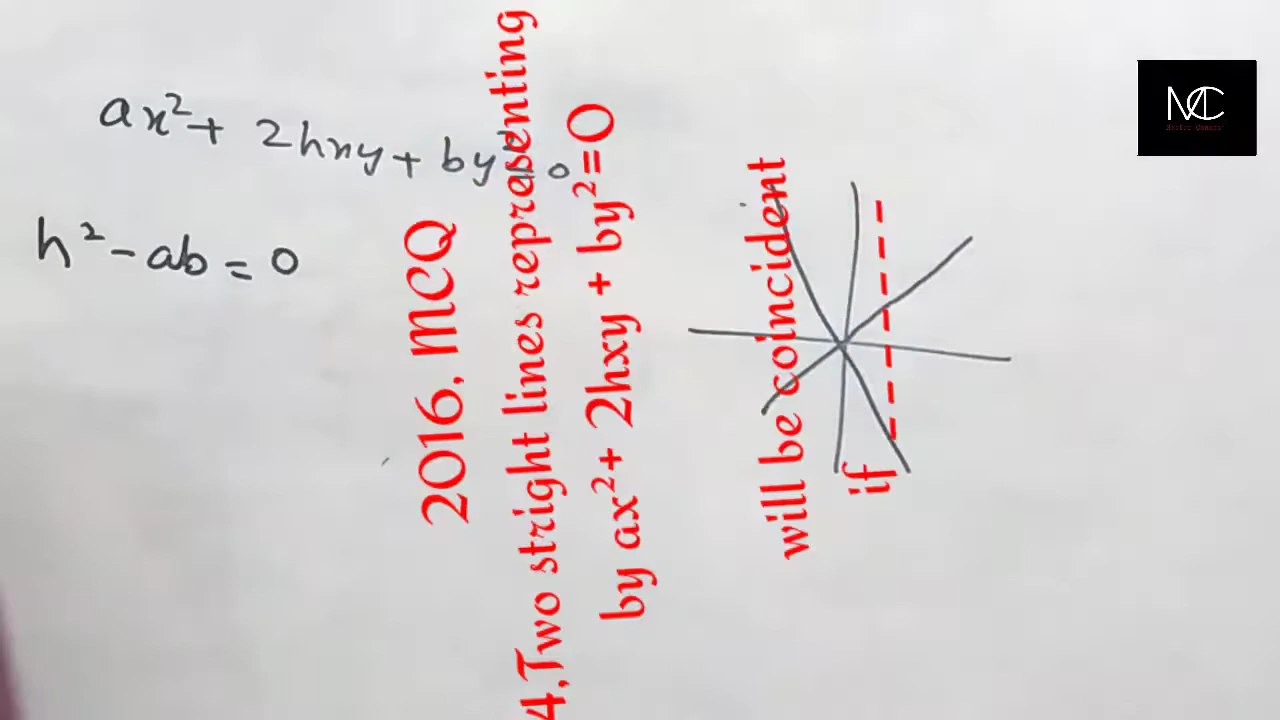 ax²+ 2hxy + by²=0
h²-ab=0
2016, MCQ
4,Two stright lines representing
by ax²+ 2hxy + by²=0
will be coincident
if _ _ _ _ _ _
MC